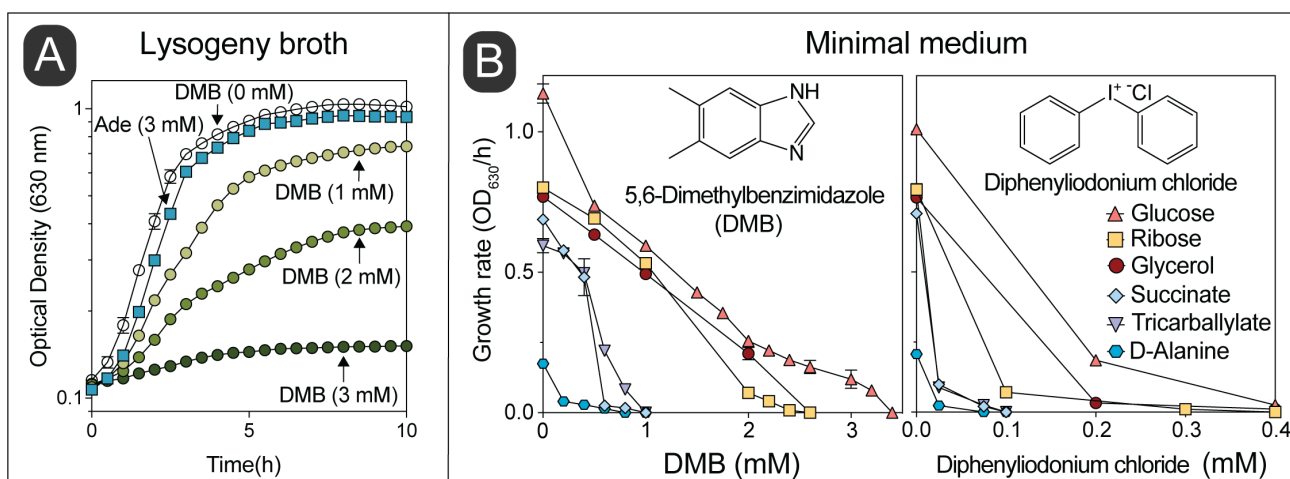 A
Lysogeny broth
Optical Density (630 nm)
1
0.1
DMB (0 mM)
Ade (3 mM)
DMB (1 mM)
DMB (2 mM)
DMB (3 mM)
0
5
10
Time(h)
B
Minimal medium
Growth rate (OD630/h)
1.0
0.5
0.0
NH
N
5,6-Dimethylbenzimidazole
(DMB)
0
1
2
3
DMB (mM)
I+ -Cl
Diphenyliodonium chloride
Glucose
Ribose
Glycerol
Succinate
Tricarballylate
D-Alanine
0.0
0.1
0.2
0.3
0.4
Diphenyliodonium chloride (mM)